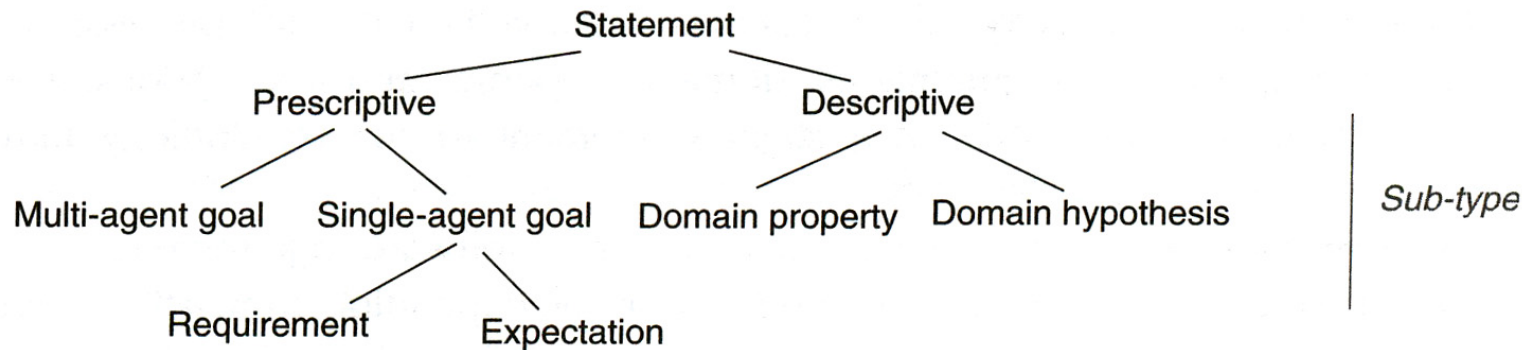 Statement
Prescriptive Descriptive
Multi-agent goal Single-agent goal Domain property Domain hypothesis Sub-type
Requirement Expectation